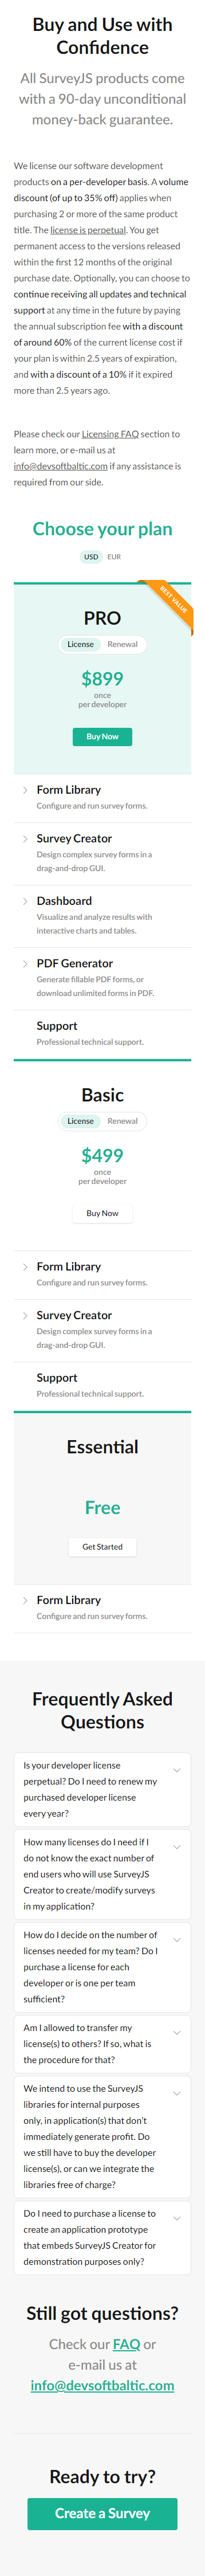 Buy and Use with
Confidence
All SurveyJS products come
with a 90-day unconditional
money-back guarantee.
We license our software development
products on a per-developer basis. A volume
discount (of up to 35% off) applies when
purchasing 2 or more of the same product
title. The license is perpetual. You get
permanent access to the versions released
within the first 12 months of the original
purchase date. Optionally, you can choose to
continue receiving all updates and technical
support at any time in the future by paying
the annual subscription fee with a discount
of around 60% of the current license cost if
your plan is within 2.5 years of expiration,
and with a discount of a 10% if it expired
more than 2.5 years ago.
Please check our Licensing FAQ section to
learn more, or e-mail us at
info@devsoftbaltic.com if any assistance is
required from our side.
Choose your plan
USD EUR
BEST VALUE
PRO
License Renewal
$899
once
per developer
Buy Now
Form Library
Configure and run survey forms.
Survey Creator
Design complex survey forms in a
drag-and-drop GUI.
Dashboard
Visualize and analyze results with
interactive charts and tables.
PDF Generator
Generate fillable PDF forms, or
download unlimited forms in PDF.
Support
Professional technical support.
Basic
License Renewal
$499
once
per developer
Buy Now
Form Library
Configure and run survey forms.
Survey Creator
Design complex survey forms in a
drag-and-drop GUI.
Support
Professional technical support.
Essential
Free
Get Started
Form Library
Configure and run survey forms.
Frequently Asked
Questions
Is your developer license
perpetual? Do I need to renew my
purchased developer license
every year?
How many licenses do I need if I
do not know the exact number of
end users who will use SurveyJS
Creator to create/modify surveys
in my application?
How do I decide on the number of
licenses needed for my team? Do I
purchase a license for each
developer or is one per team
sufficient?
Am I allowed to transfer my
license(s) to others? If so, what is
the procedure for that?
We intend to use the SurveyJS
libraries for internal purposes
only, in application(s) that don't
immediately generate profit. Do
we still have to buy the developer
license(s), or can we integrate the
libraries free of charge?
Do I need to purchase a license to
create an application prototype
that embeds SurveyJS Creator for
demonstration purposes only?
Still got questions?
Check our FAQ or
e-mail us at
info@devsoftbaltic.com
Ready to try?
Create a Survey